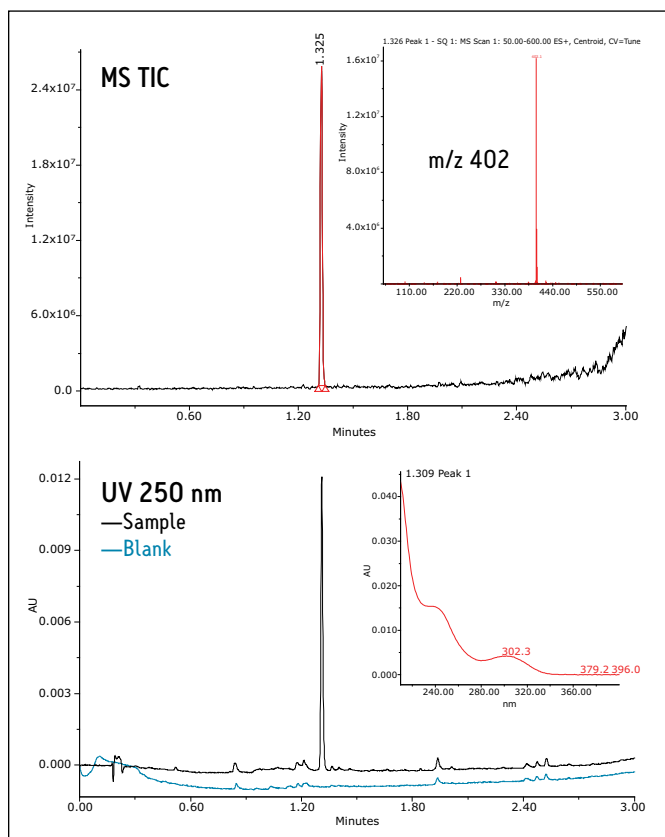 1.325
MS TIC
2.4x10⁷
1.8x10⁷
1.2x10⁷
6.0x10⁶
0.0
Intensity
0.60
1.20
1.80
2.40
3.00
Minutes
1.326 Peak 1 - SQ 1: MS Scan 1: 50.00-600.00 ES+, Centroid, CV=Tune
1.6x10⁷
1.2x10⁷
8.0x10⁶
4.0x10⁶
Intensity
m/z 402
110.00
220.00
330.00
440.00
550.00
m/z
UV 250 nm
Sample
Blank
0.012
0.009
0.006
0.003
0.000
AU
0.00
0.60
1.20
1.80
2.40
3.00
Minutes
1.309 Peak 1
0.040
0.030
0.020
0.010
0.000
AU
302.3
379.2 396.0
240.00
280.00
320.00
360.00
nm